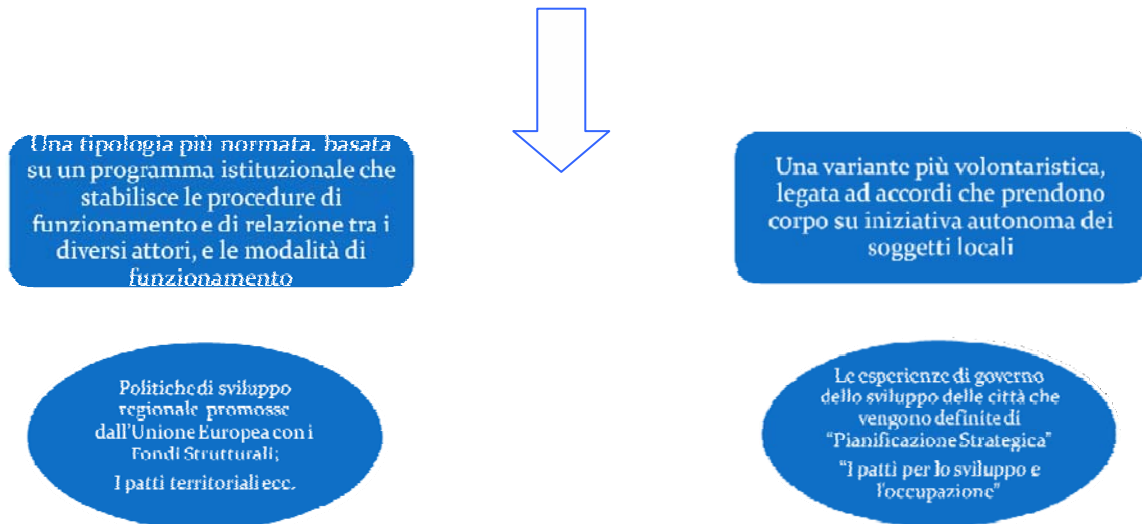 Una tipologia più normata, basata
su un programma istituzionale che
stabilisce le procedure di
funzionamento e di relazione tra i
diversi attori, e le modalità di
funzionamento
Una variante più volontaristica,
legata ad accordi che prendono
corpo su iniziativa autonoma dei
soggetti locali
Politiche di sviluppo
regionale promosse
dall'Unione Europea con i
Fondi Strutturali;
I patti territoriali ecc.
Le esperienze di governo
dello sviluppo delle città che
vengono definite di
"Pianificazione Strategica"
"I patti per lo sviluppo e
l'occupazione"